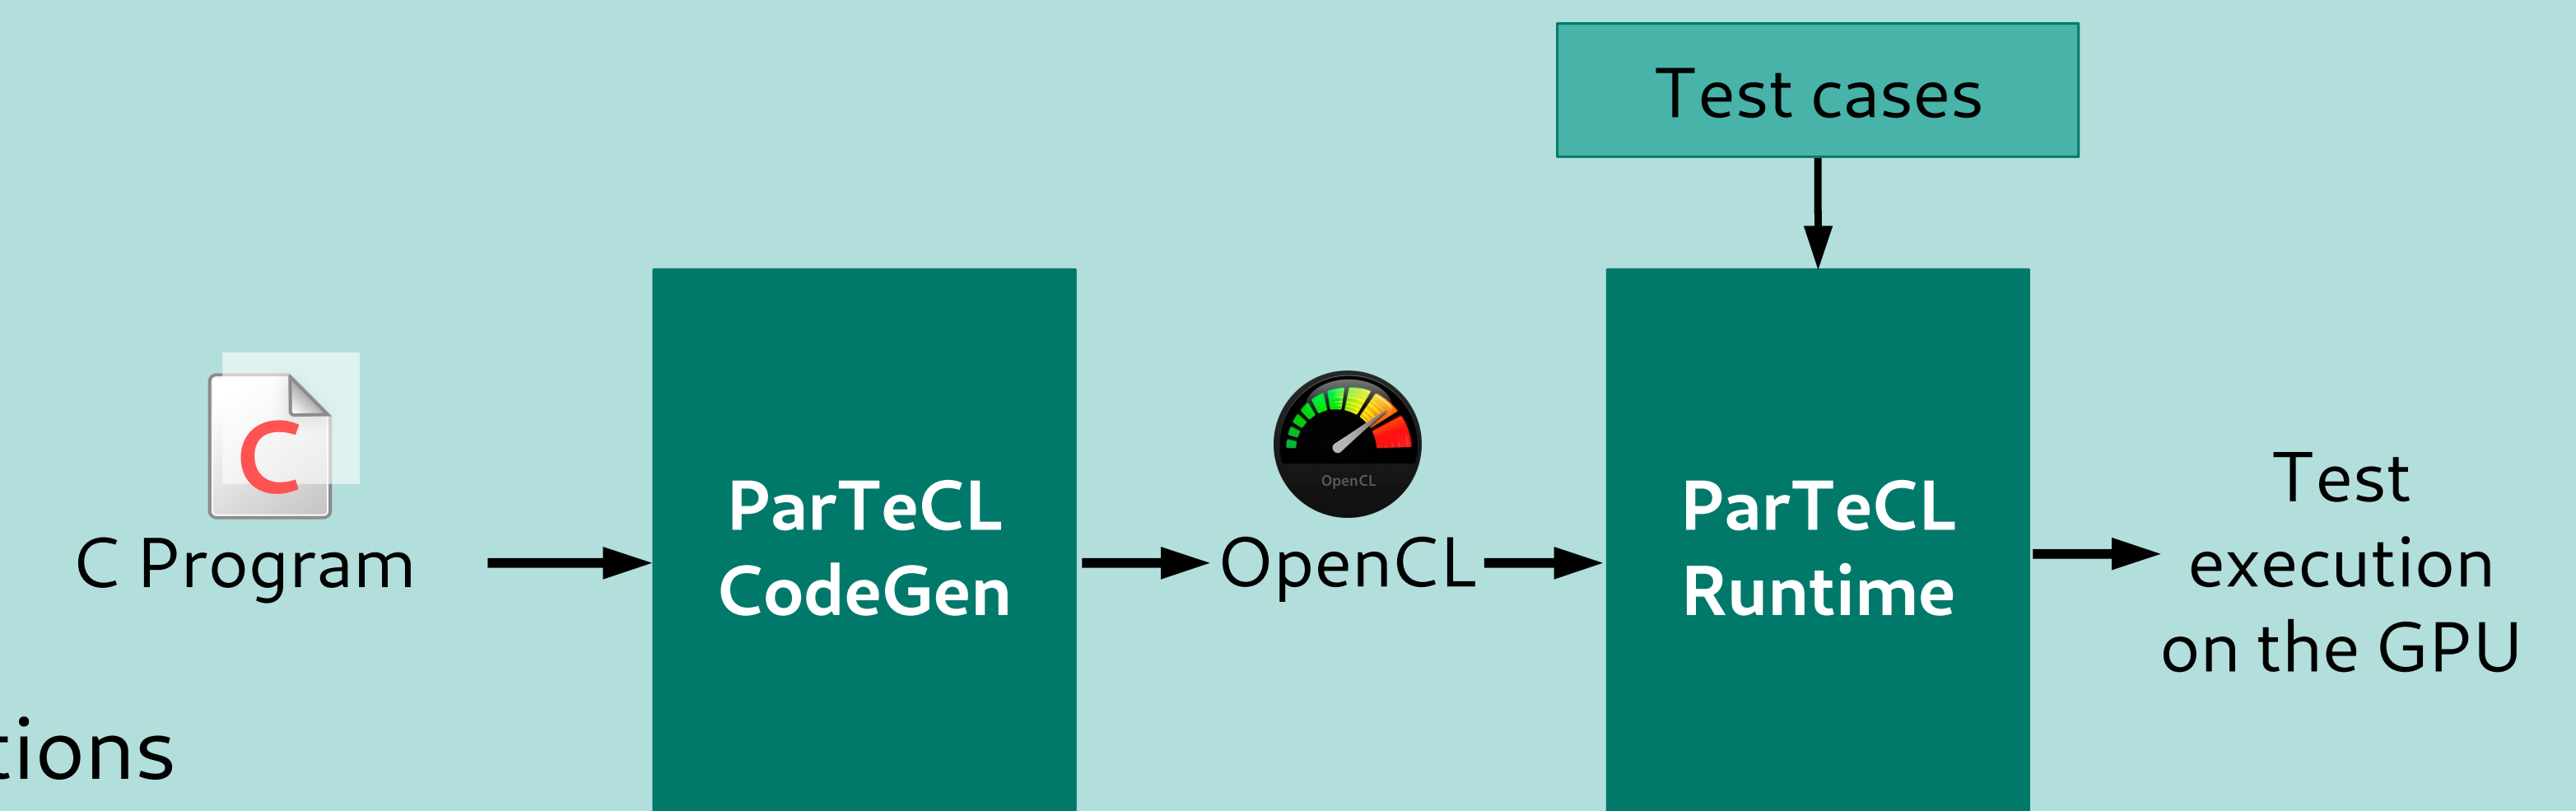 Test cases
C
C Program
ParTeCL
CodeGen
OpenCL
OpenCL
ParTeCL
Runtime
Test
execution
on the GPU
tions